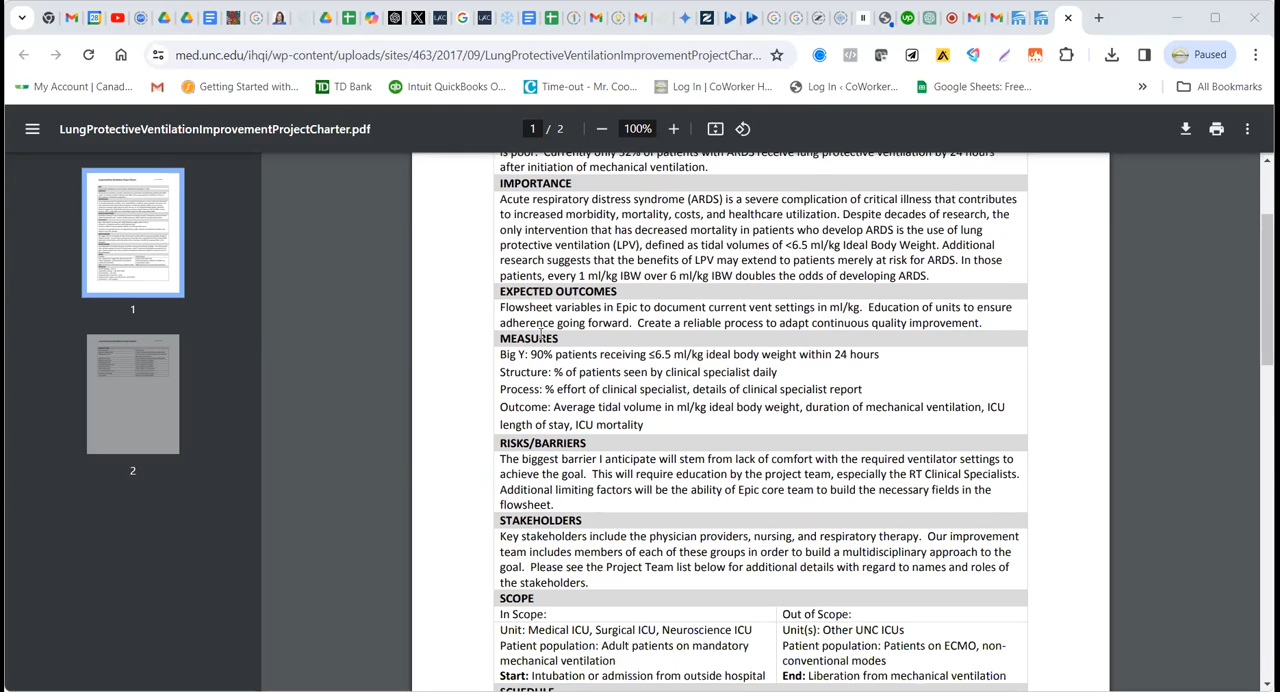 Paused
med.unc.edu/ihqi/wp-content/uploads/sites/463/2017/09/LungProtectiveVentilationImprovementProjectChar...
My Account | Canad...
Getting Started with...
TD Bank
Intuit QuickBooks O...
Time-out - Mr. Coo...
Log In | CoWorker H...
Log In ‹ CoWorker...
Google Sheets: Free...
All Bookmarks
LungProtectiveVentilationImprovementProjectCharter.pdf
1 / 2
100%
after initiation of mechanical ventilation.
IMPORTANCE
Acute respiratory distress syndrome (ARDS) is a severe complication of critical illness that contributes
to increased morbidity, mortality, costs, and healthcare utilization. Despite decades of research, the
only intervention that has decreased mortality in patients who develop ARDS is the use of lung
protective ventilation (LPV), defined as tidal volumes of <6.5 ml/kg Ideal Body Weight. Additional
research suggests that the benefits of LPV may extend to patients merely at risk for ARDS. In those
patients, every 1 ml/kg IBW over 6 ml/kg IBW doubles the odds of developing ARDS.
EXPECTED OUTCOMES
Flowsheet variables in Epic to document current vent settings in ml/kg. Education of units to ensure
adherence going forward. Create a reliable process to adapt continuous quality improvement.
MEASURES
Big Y: 90% patients receiving ≤6.5 ml/kg ideal body weight within 24 hours
Structure: % of patients seen by clinical specialist daily
Process: % effort of clinical specialist, details of clinical specialist report
Outcome: Average tidal volume in ml/kg ideal body weight, duration of mechanical ventilation, ICU
length of stay, ICU mortality
RISKS/BARRIERS
The biggest barrier I anticipate will stem from lack of comfort with the required ventilator settings to
achieve the goal. This will require education by the project team, especially the RT Clinical Specialists.
Additional limiting factors will be the ability of Epic core team to build the necessary fields in the
flowsheet.
STAKEHOLDERS
Key stakeholders include the physician providers, nursing, and respiratory therapy. Our improvement
team includes members of each of these groups in order to build a multidisciplinary approach to the
goal. Please see the Project Team list below for additional details with regard to names and roles of
the stakeholders.
SCOPE
In Scope:
Unit: Medical ICU, Surgical ICU, Neuroscience ICU
Patient population: Adult patients on mandatory
mechanical ventilation
Start: Intubation or admission from outside hospital
Out of Scope:
Unit(s): Other UNC ICUs
Patient population: Patients on ECMO, non-
conventional modes
End: Liberation from mechanical ventilation
SCHEDULE
1
2